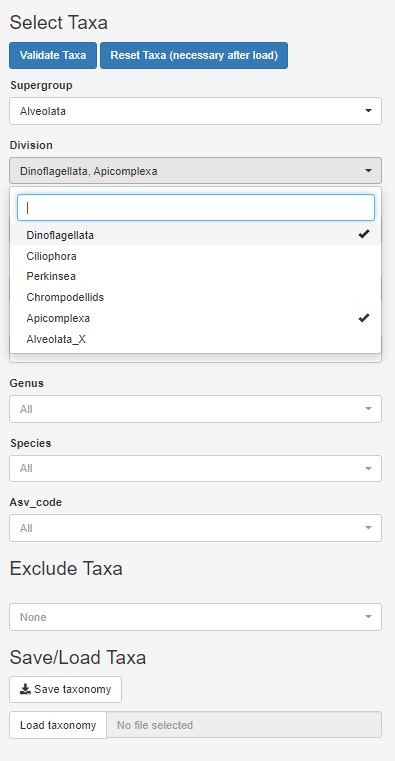 Select Taxa
Validate Taxa Reset Taxa (necessary after load)
Supergroup
Alveolata
Division
Dinoflagellata, Apicomplexa
Dinoflagellata
Ciliophora
Perkinsea
Chrompodellids
Apicomplexa
Alveolata_X
Genus
All
Species
All
Asv_code
All
Exclude Taxa
None
Save/Load Taxa
Save taxonomy
Load taxonomy No file selected